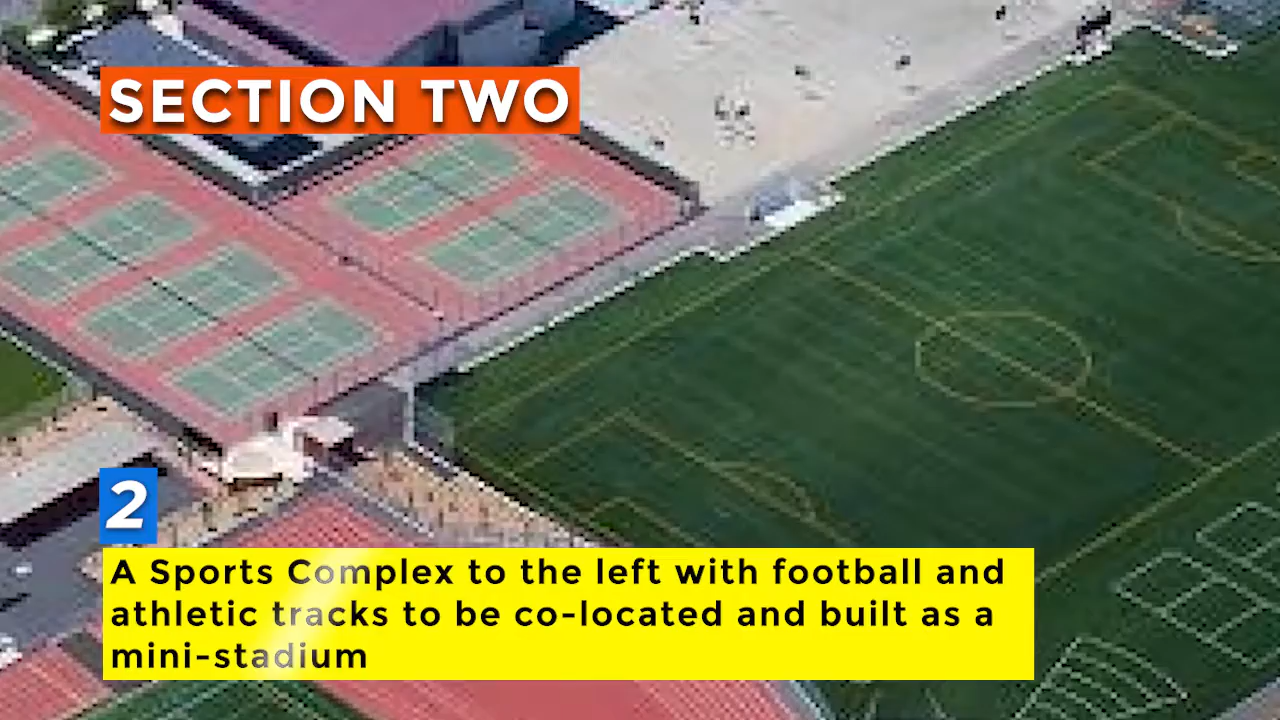 SECTION TWO
2
A Sports Complex to the left with football and
athletic tracks to be co-located and built as a
mini-stadium